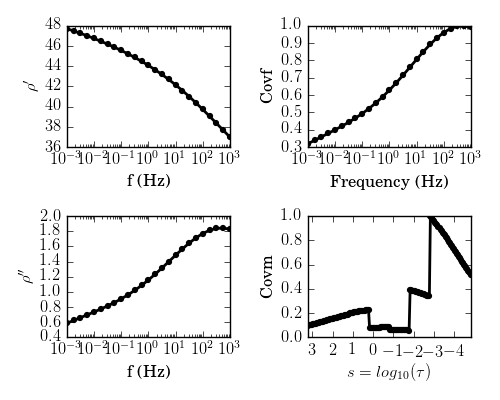 48
46
44
42
40
38
36
ρ′
10⁻³ 10⁻² 10⁻¹ 10⁰ 10¹ 10² 10³
f (Hz)
1.0
0.9
0.8
0.7
0.6
0.5
0.4
0.3
Covf
10⁻³ 10⁻² 10⁻¹ 10⁰ 10¹ 10² 10³
Frequency (Hz)
2.0
1.8
1.6
1.4
1.2
1.0
0.8
0.6
0.4
ρ″
10⁻³ 10⁻² 10⁻¹ 10⁰ 10¹ 10² 10³
f (Hz)
1.0
0.8
0.6
0.4
0.2
0.0
Covm
3 2 1 0 −1 −2 −3 −4
s = log₁₀(τ)